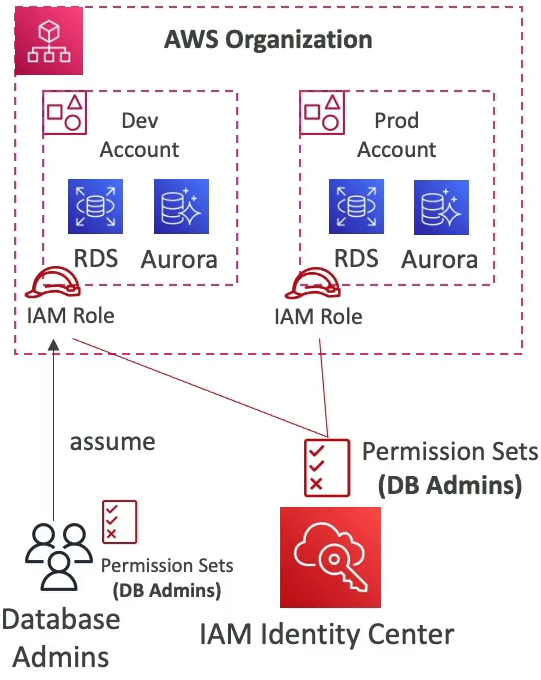 AWS Organization
Dev
Account
RDS
Aurora
IAM Role
Prod
Account
RDS
Aurora
IAM Role
assume
Permission Sets
(DB Admins)
Permission Sets
(DB Admins)
Database
Admins
IAM Identity Center